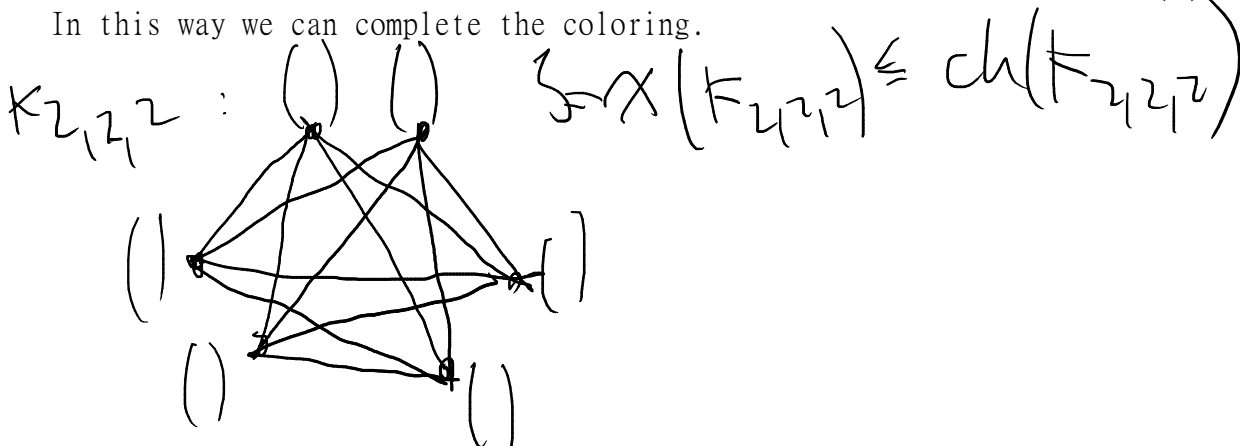 In this way we can complete the coloring.
K2,2,2 : ( ) ( ) 3=χ(K2,2,2) ≤ ch(K2,2,2)
( ) ( )
( ) ( )